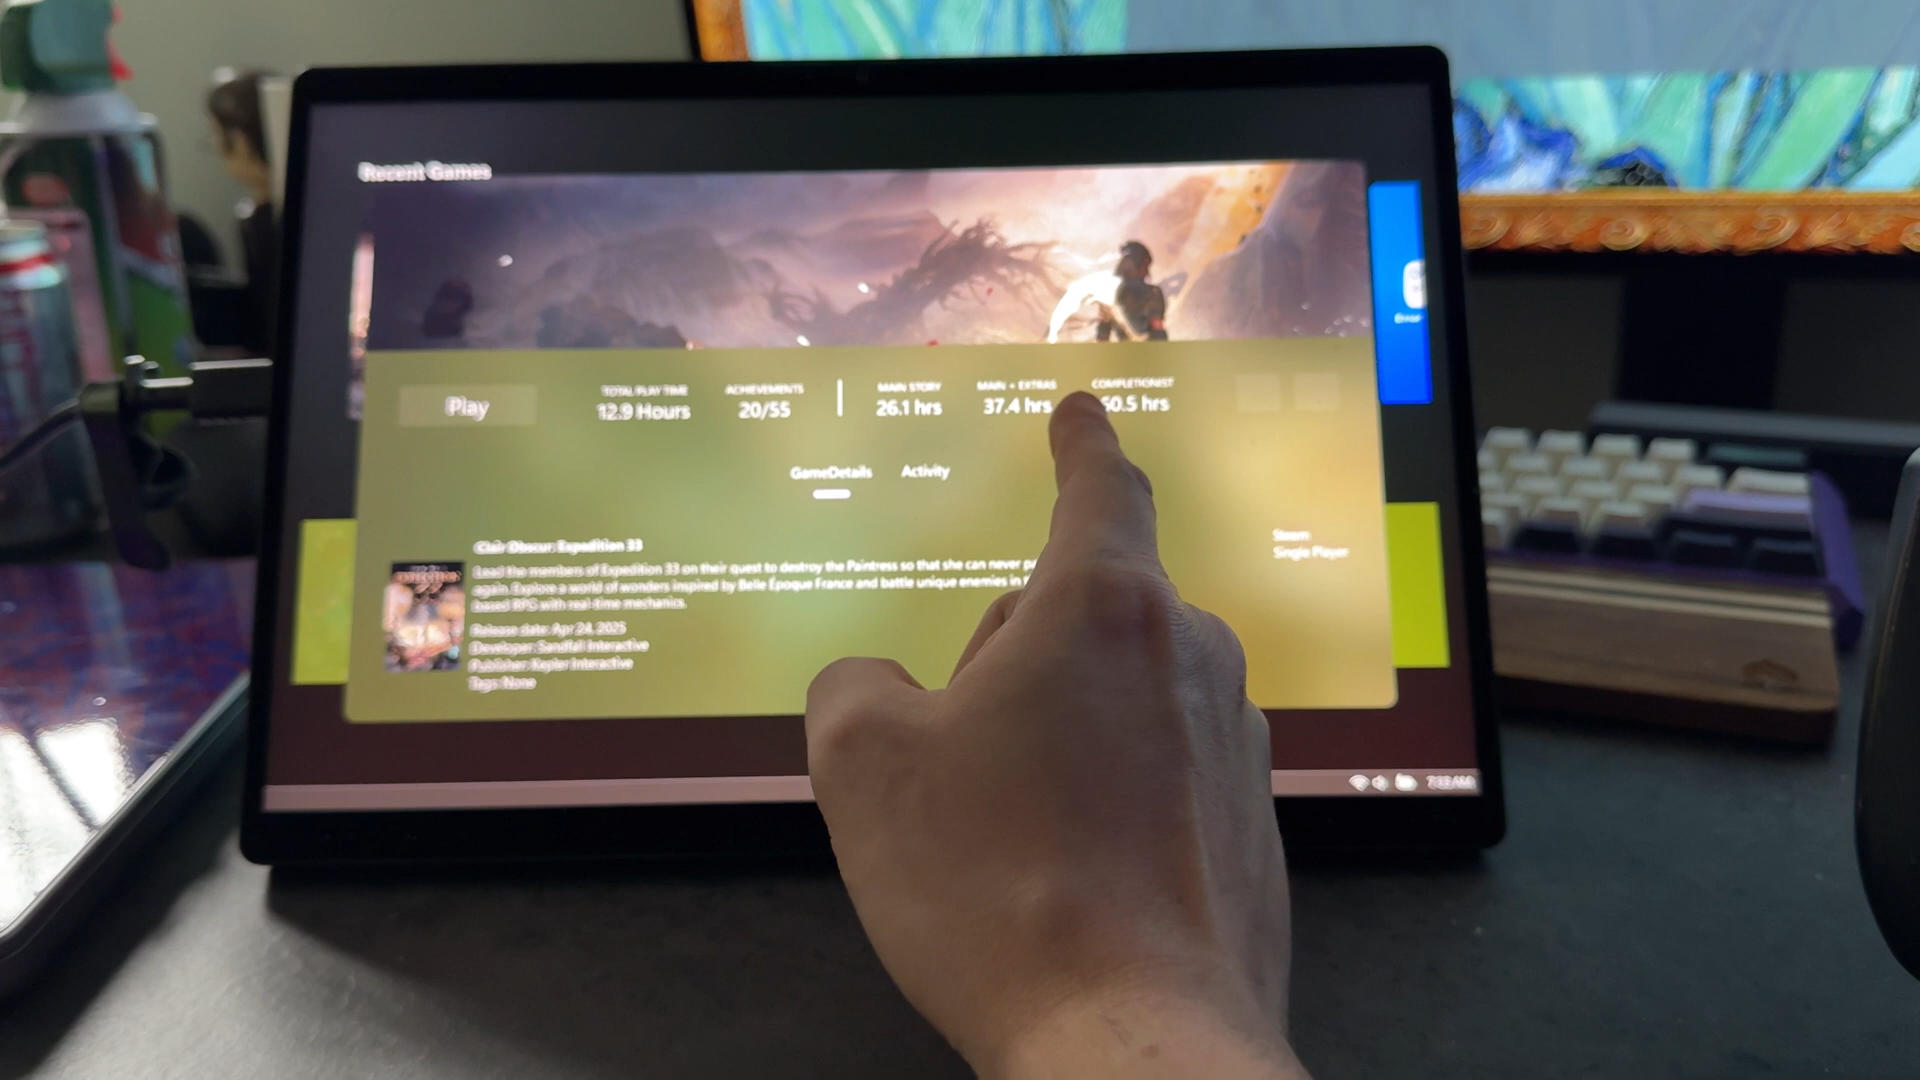 Recent Games
Play
TOTAL PLAY TIME
12.9 Hours
ACHIEVEMENTS
20/55
MAIN STORY
26.1 hrs
MAIN + EXTRAS
37.4 hrs
COMPLETIONIST
60.5 hrs
GameDetails
Activity
Clair Obscur: Expedition 33
Lead the members of Expedition 33 on their quest to destroy the Paintress so that she can never
again. Explore a world of wonders inspired by Belle Époque France and battle unique enemies in
based RPG with real-time mechanics.
Release date: Apr 24, 2025
Developer: Sandfall Interactive
Publisher: Kepler Interactive
Tags: None
Steam
Single Player
Error